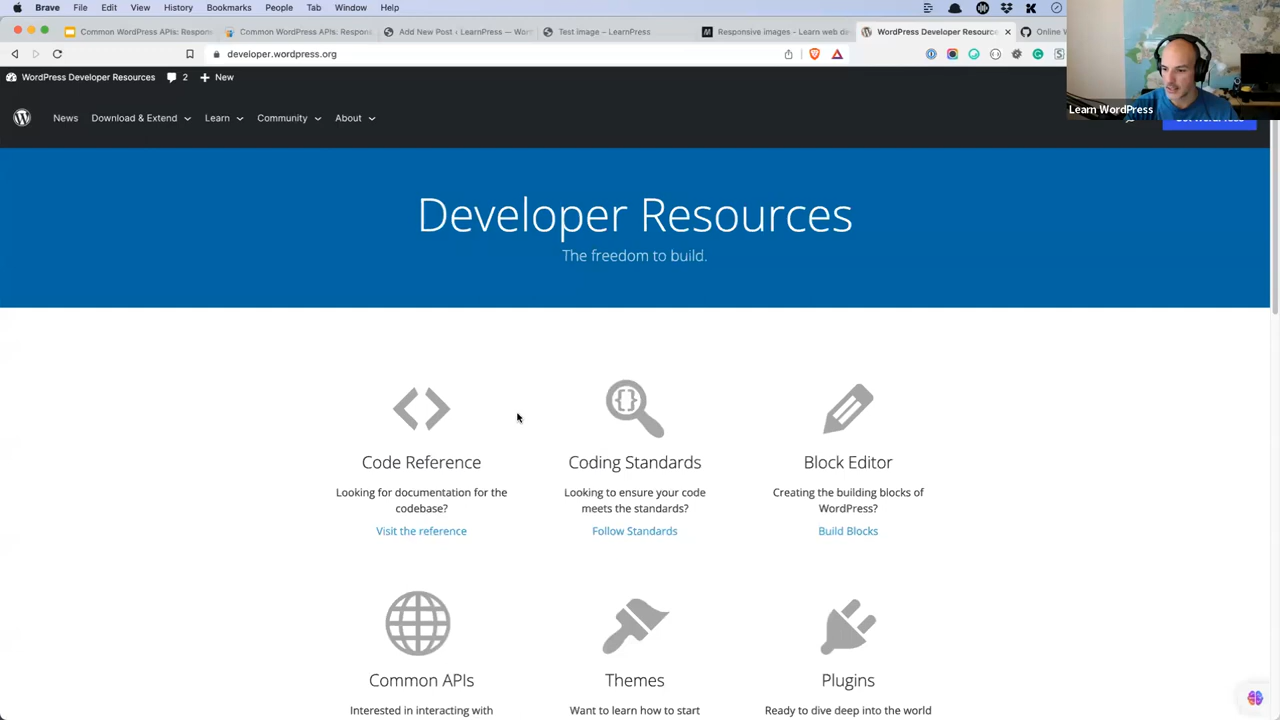 Brave File Edit View History Bookmarks People Tab Window Help
Common WordPress APIs: Respon
Common WordPress APIs: Respon
Add New Post ‹ LearnPress — Wor
Test image – LearnPress
Responsive images - Learn web de
WordPress Developer Resource
Online W
developer.wordpress.org
WordPress Developer Resources 2 New
Learn WordPress
News Download & Extend Learn Community About
Developer Resources
The freedom to build.
Code Reference
Looking for documentation for the
codebase?
Visit the reference
Coding Standards
Looking to ensure your code
meets the standards?
Follow Standards
Block Editor
Creating the building blocks of
WordPress?
Build Blocks
Common APIs
Interested in interacting with
Themes
Want to learn how to start
Plugins
Ready to dive deep into the world